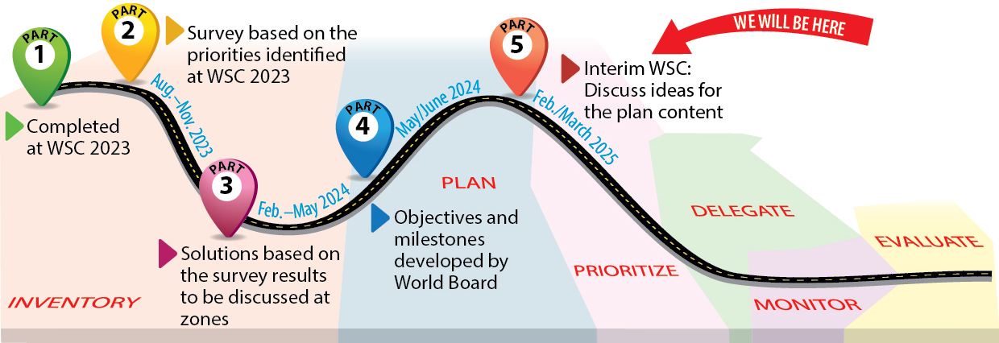 PART
1
Completed
at WSC 2023
PART
2
Survey based on the
priorities identified
at WSC 2023
Aug.–Nov. 2023
PART
3
Solutions based on
the survey results
to be discussed at
zones
Feb.–May 2024
PART
4
Objectives and
milestones
developed by
World Board
May/June 2024
PART
5
Interim WSC:
Discuss ideas for
the plan content
WE WILL BE HERE
Feb./March 2025
INVENTORY
PLAN
PRIORITIZE
DELEGATE
MONITOR
EVALUATE